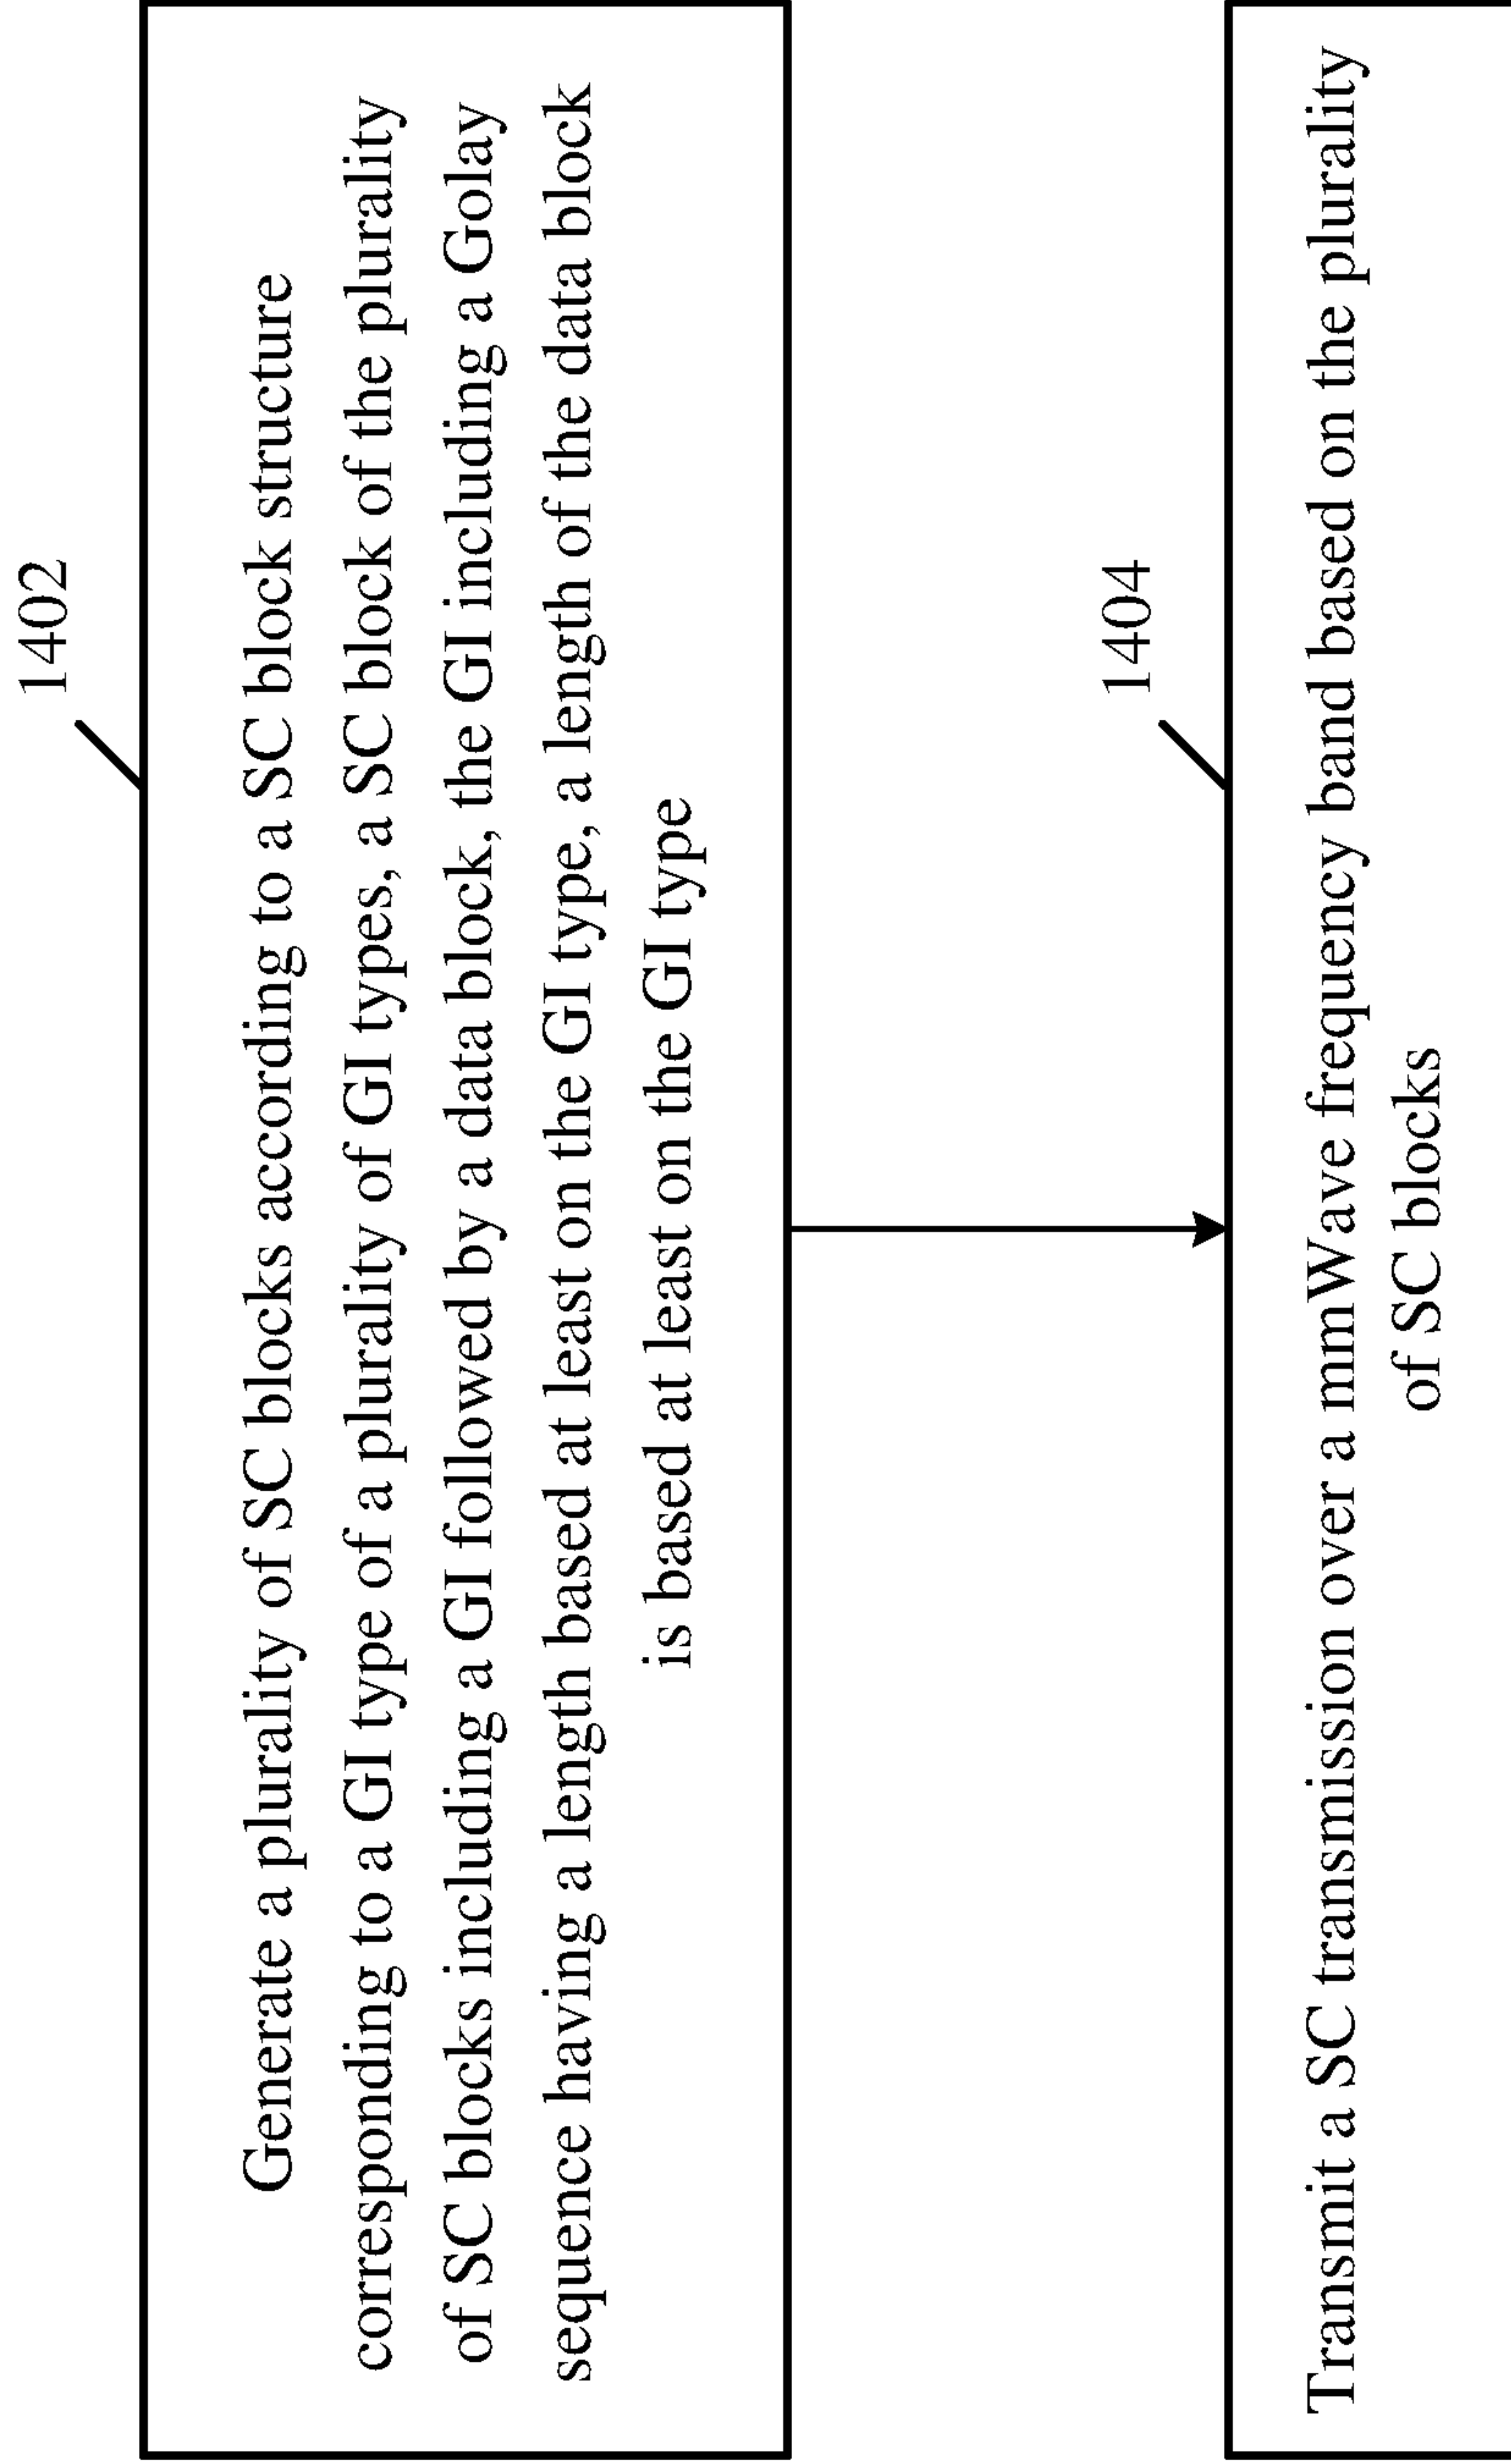 1402
Generate a plurality of SC blocks according to a SC block structure
corresponding to a GI type of a plurality of GI types, a SC block of the plurality
of SC blocks including a GI followed by a data block, the GI including a Golay
sequence having a length based at least on the GI type, a length of the data block
is based at least on the GI type
1404
Transmit a SC transmission over a mmWave frequency band based on the plurality
of SC blocks